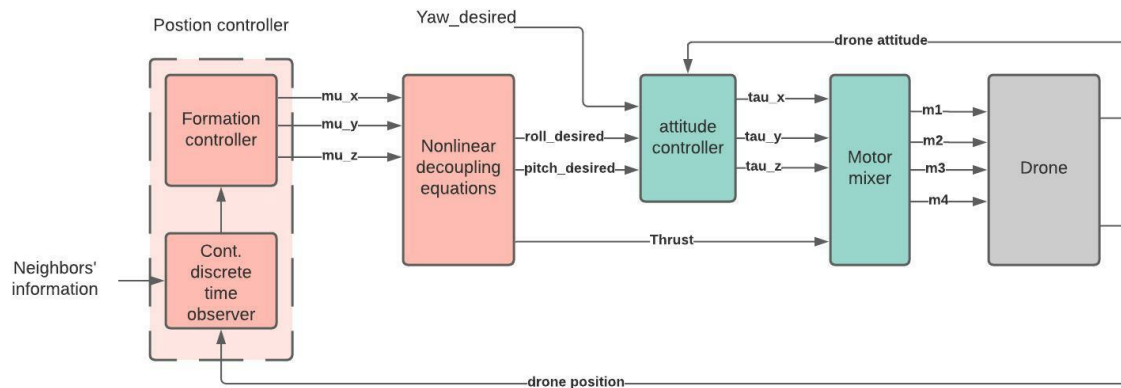 Yaw_desired
Postion controller
drone attitude
Formation
controller
mu_x
mu_y
mu_z
Nonlinear
decoupling
equations
roll_desired
pitch_desired
attitude
controller
tau_x
tau_y
tau_z
Motor
mixer
m1
m2
m3
m4
Drone
Thrust
Cont.
discrete
time
observer
Neighbors'
information
drone position